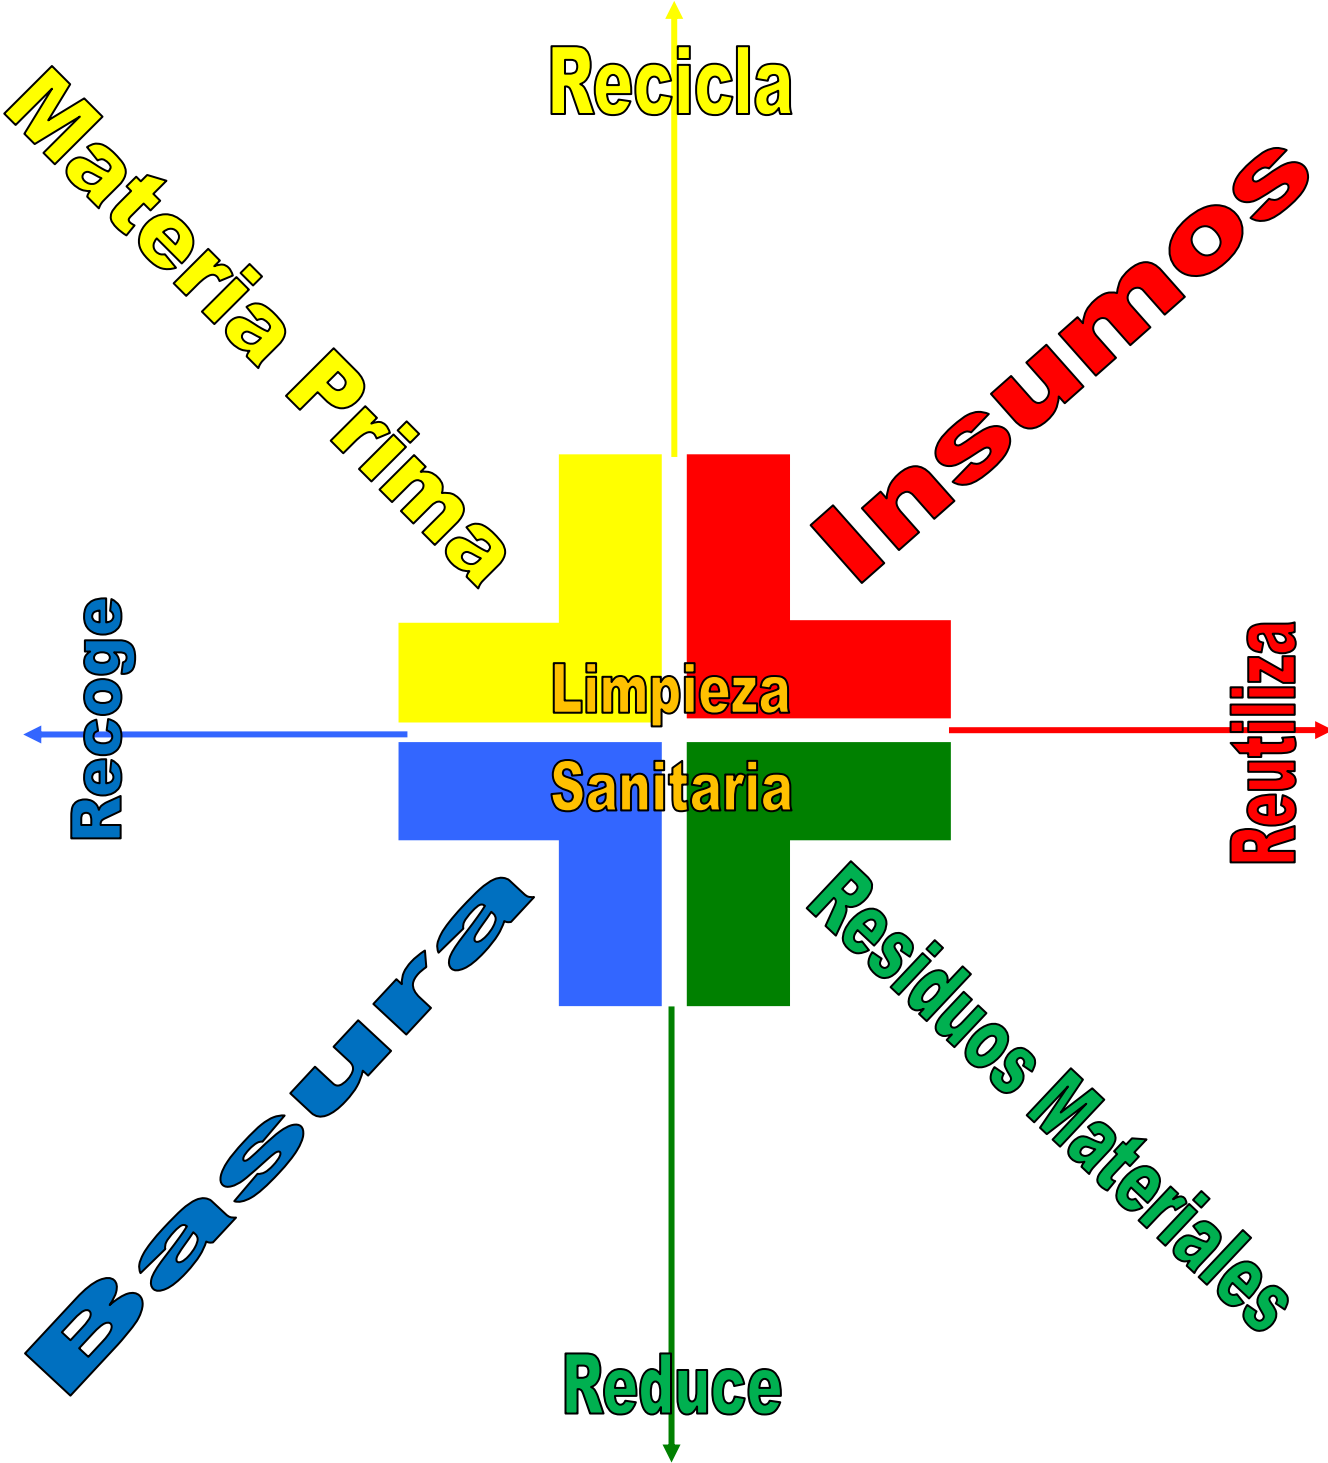 Recicla
Materia Prima
Insumos
Recoge
Limpieza
Sanitaria
Reutiliza
Basura
Residuos Materiales
Reduce